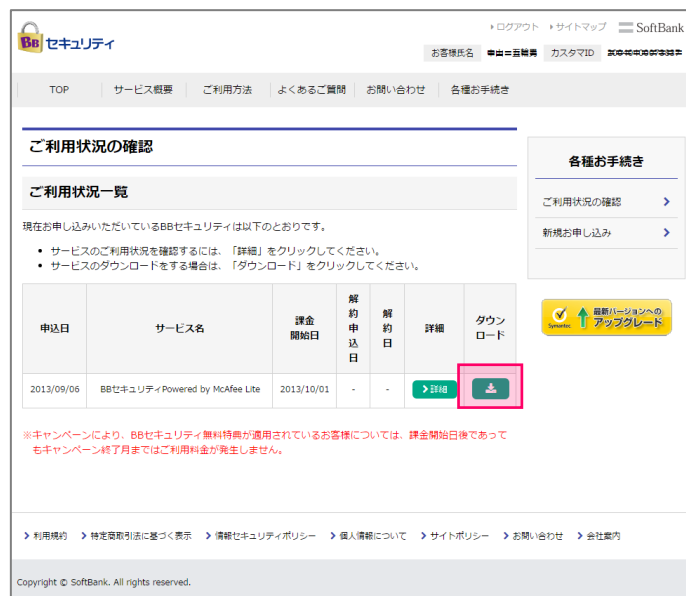 ログアウト サイトマップ SoftBank
BB セキュリティ
お客様氏名 カスタマID
TOP サービス概要 ご利用方法 よくあるご質問 お問い合わせ 各種お手続き
ご利用状況の確認
ご利用状況一覧
現在お申し込みいただいているBBセキュリティは以下のとおりです。
• サービスのご利用状況を確認するには、「詳細」をクリックしてください。
• サービスのダウンロードをする場合は、「ダウンロード」をクリックしてください。
申込日 サービス名 課金開始日 解約申込日 解約日 詳細 ダウンロード
2013/09/06 BBセキュリティPowered by McAfee Lite 2013/10/01 - - 詳細
※キャンペーンにより、BBセキュリティ無料特典が適用されているお客様については、課金開始日後であって
もキャンペーン終了月まではご利用料金が発生しません。
各種お手続き
ご利用状況の確認
新規お申し込み
Symantec 最新バージョンへの
アップグレード
利用規約 特定商取引法に基づく表示 情報セキュリティポリシー 個人情報について サイトポリシー お問い合わせ 会社案内
Copyright © SoftBank. All rights reserved.